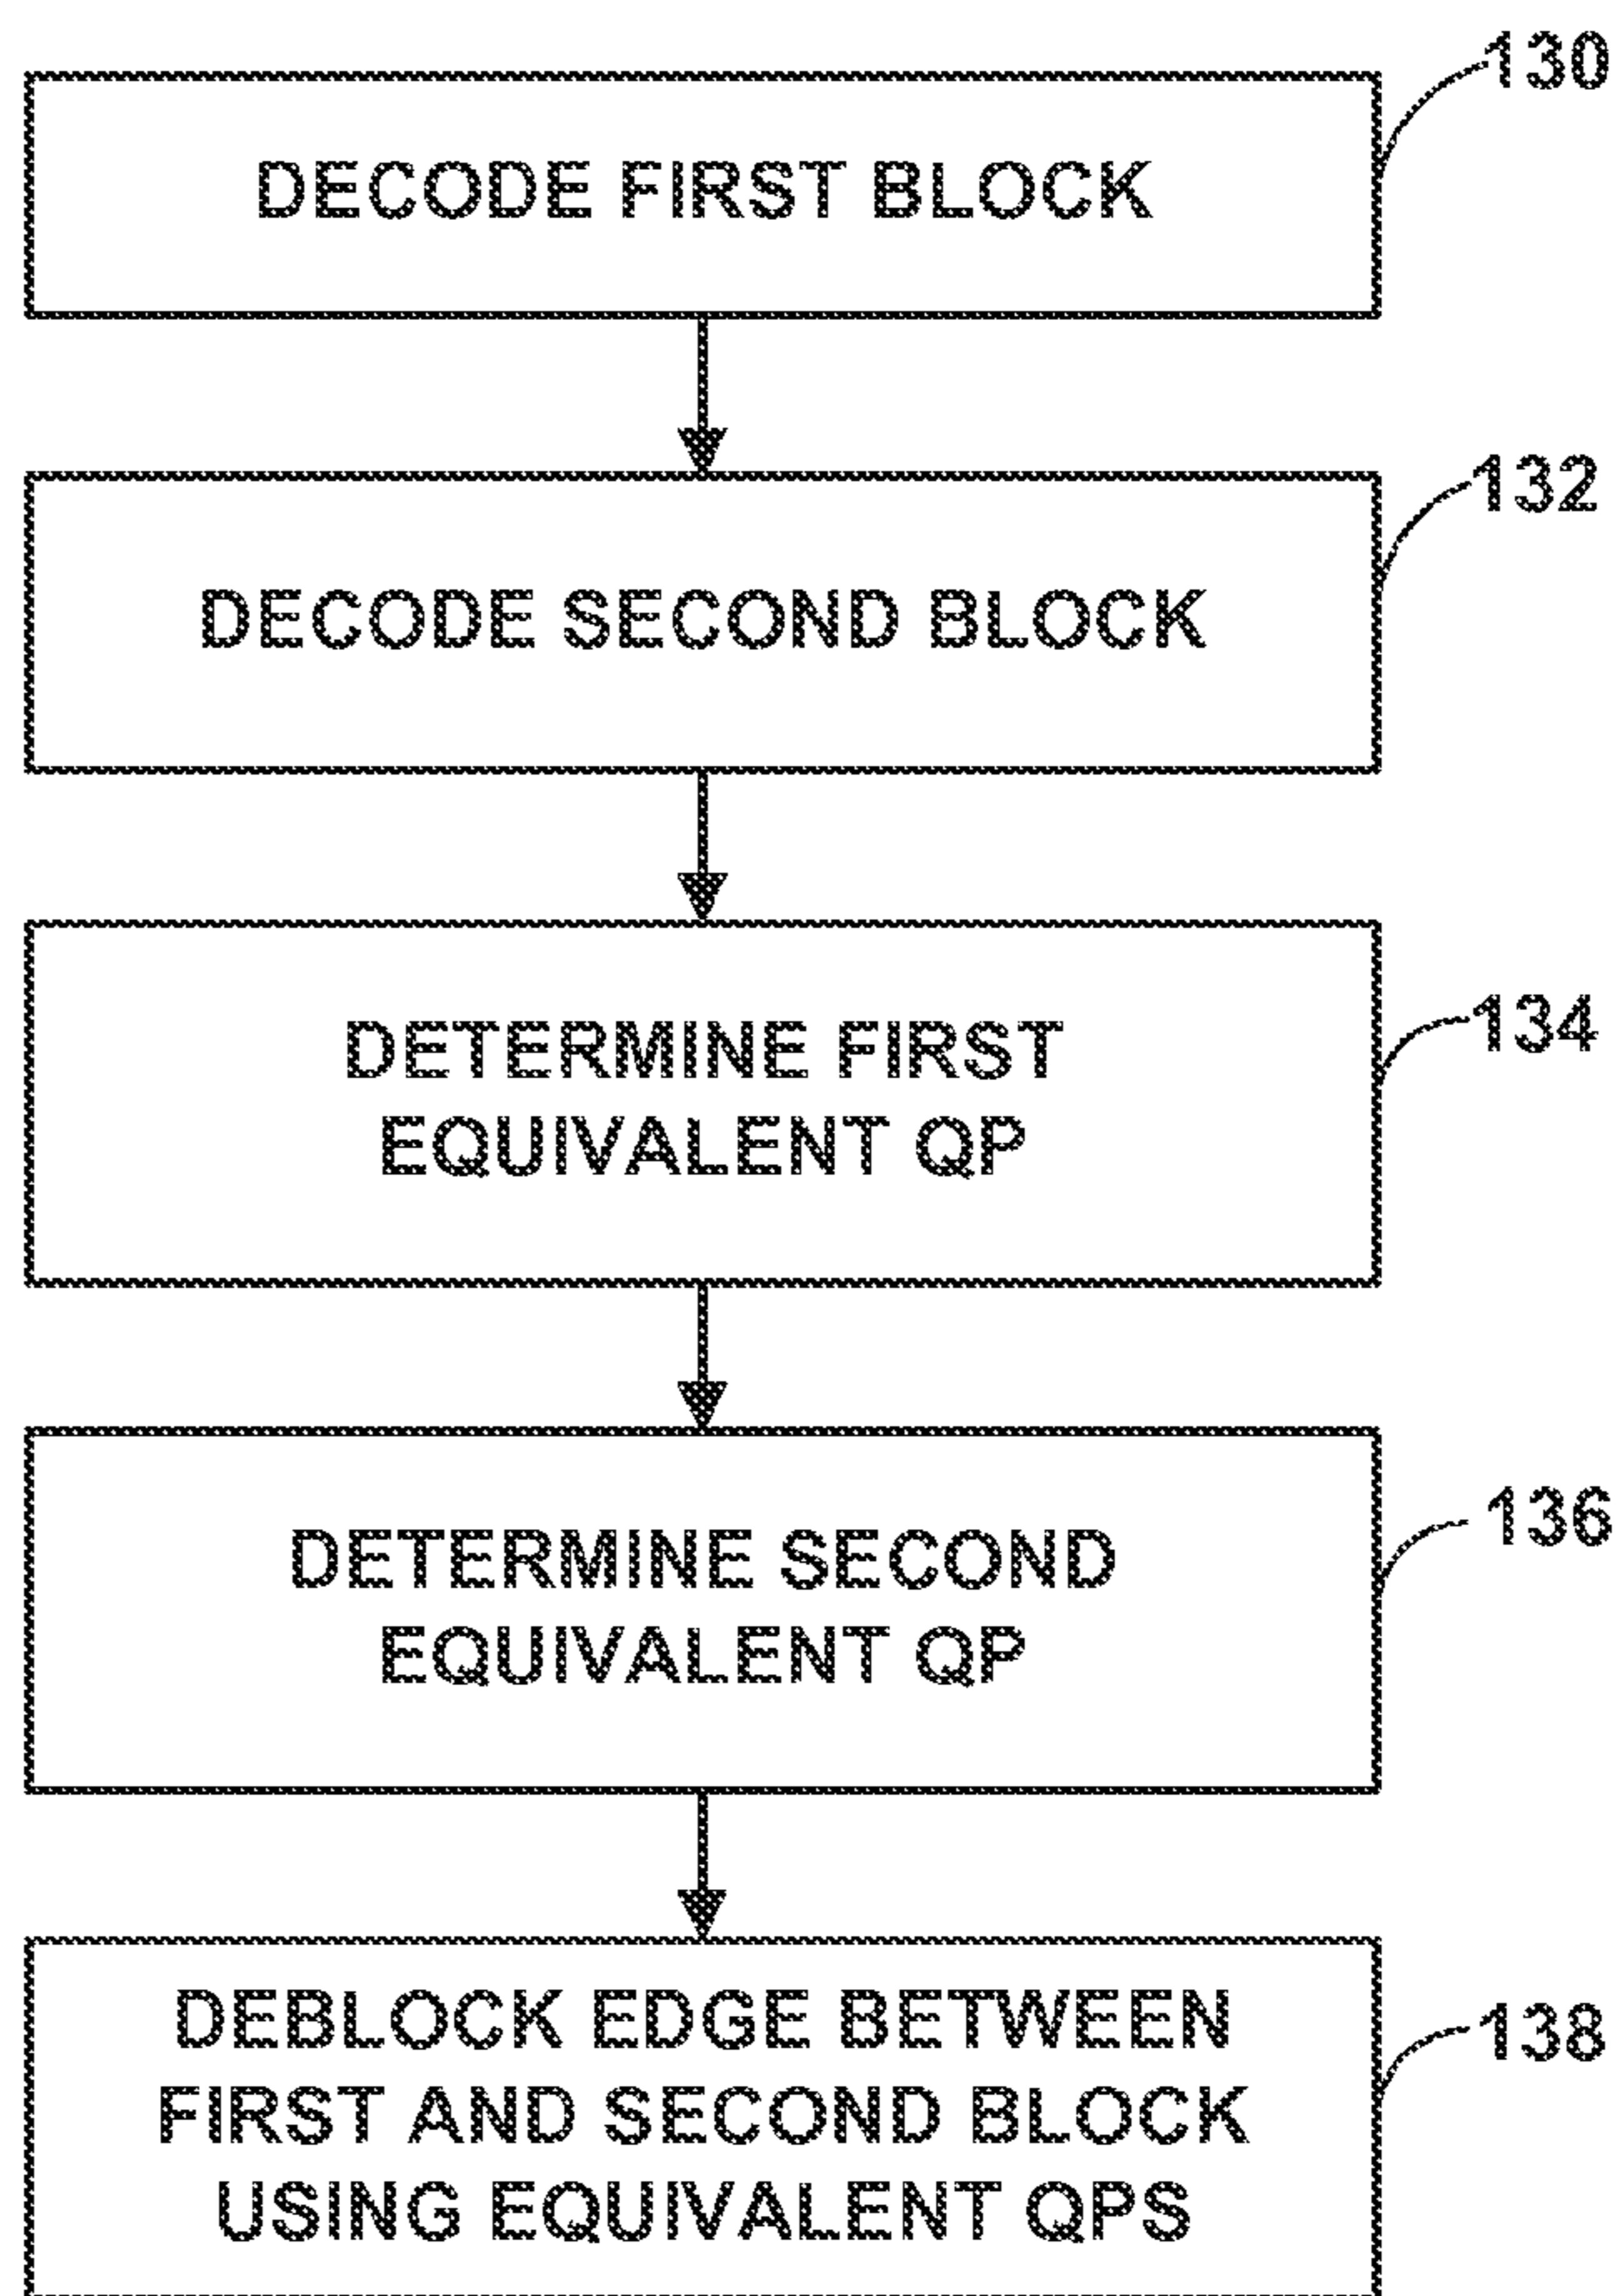 130
DECODE FIRST BLOCK
132
DECODE SECOND BLOCK
134
DETERMINE FIRST
EQUIVALENT QP
136
DETERMINE SECOND
EQUIVALENT QP
138
DEBLOCK EDGE BETWEEN
FIRST AND SECOND BLOCK
USING EQUIVALENT QPS